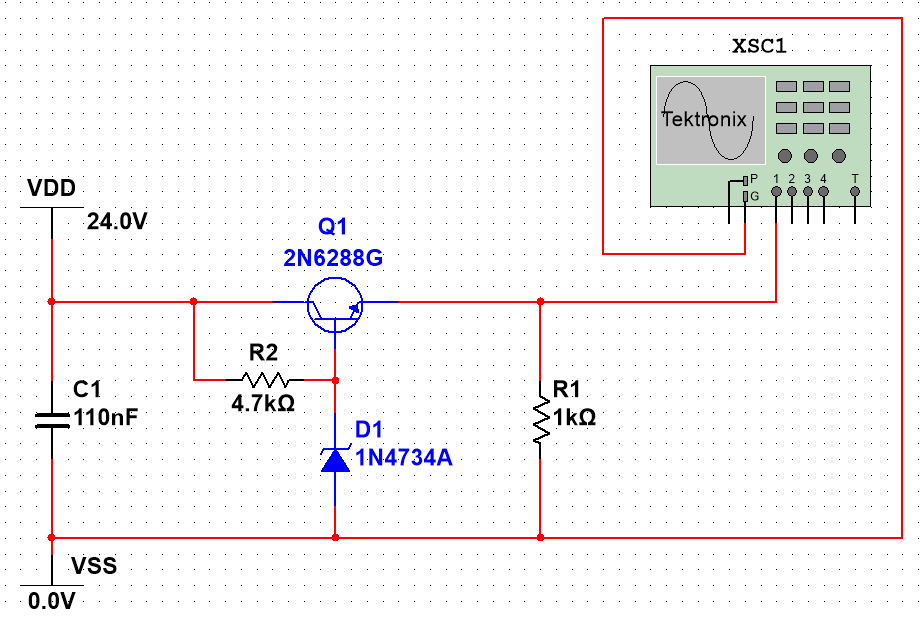 XSC1
Tektronix
P
G
1 2 3 4 T
VDD
24.0V
Q1
2N6288G
R2
4.7kΩ
C1
110nF
D1
1N4734A
R1
1kΩ
VSS
0.0V